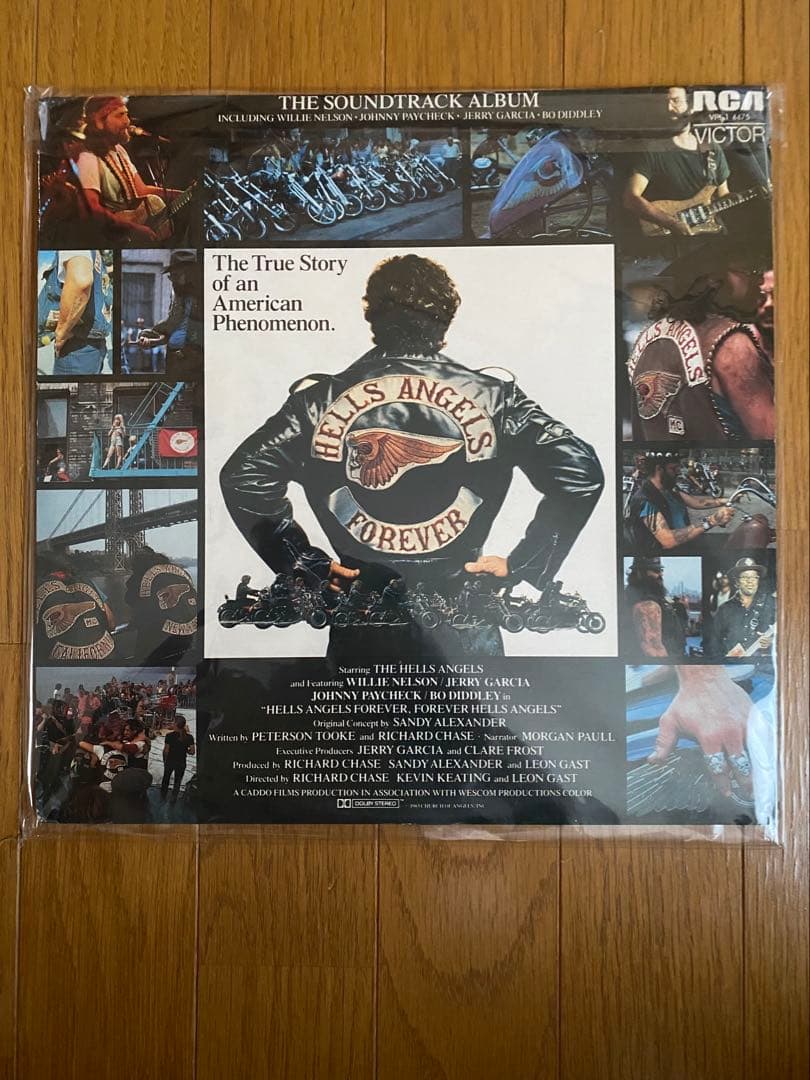 THE SOUNDTRACK ALBUM
INCLUDING WILLIE NELSON · JOHNNY PAYCHECK · JERRY GARCIA · BO DIDDLEY
RCA
VICTOR
The True Story
of an
American
Phenomenon.
HELLS ANGELS
FOREVER
HELLS ANGELS
MC
HELLS ANGELS
Starring THE HELLS ANGELS
and Featuring WILLIE NELSON / JERRY GARCIA
JOHNNY PAYCHECK / BO DIDDLEY in
“HELLS ANGELS FOREVER, FOREVER HELLS ANGELS”
Original Concept by SANDY ALEXANDER
Written by PETERSON TOOKE and RICHARD CHASE · Narrator MORGAN PAULL
Executive Producers JERRY GARCIA and CLARE FROST
Produced by RICHARD CHASE SANDY ALEXANDER and LEON GAST
Directed by RICHARD CHASE KEVIN KEATING and LEON GAST
A CADDO FILMS PRODUCTION IN ASSOCIATION WITH WESCOM PRODUCTIONS COLOR
DOLBY STEREO